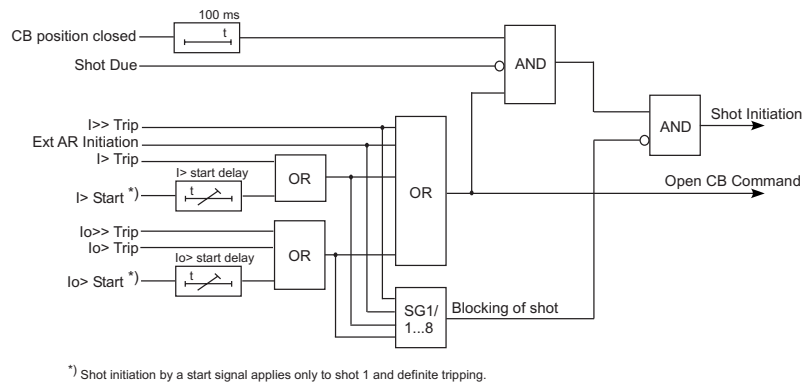 100 ms
CB position closed
t
Shot Due
AND
Shot Initiation
AND
I>> Trip
Ext AR Initiation
I> Trip
I> start delay
OR
I> Start *)
t
OR
Open CB Command
Io>> Trip
Io> Trip
Io> start delay
OR
Io> Start *)
t
SG1/
1...8
Blocking of shot
*) Shot initiation by a start signal applies only to shot 1 and definite tripping.